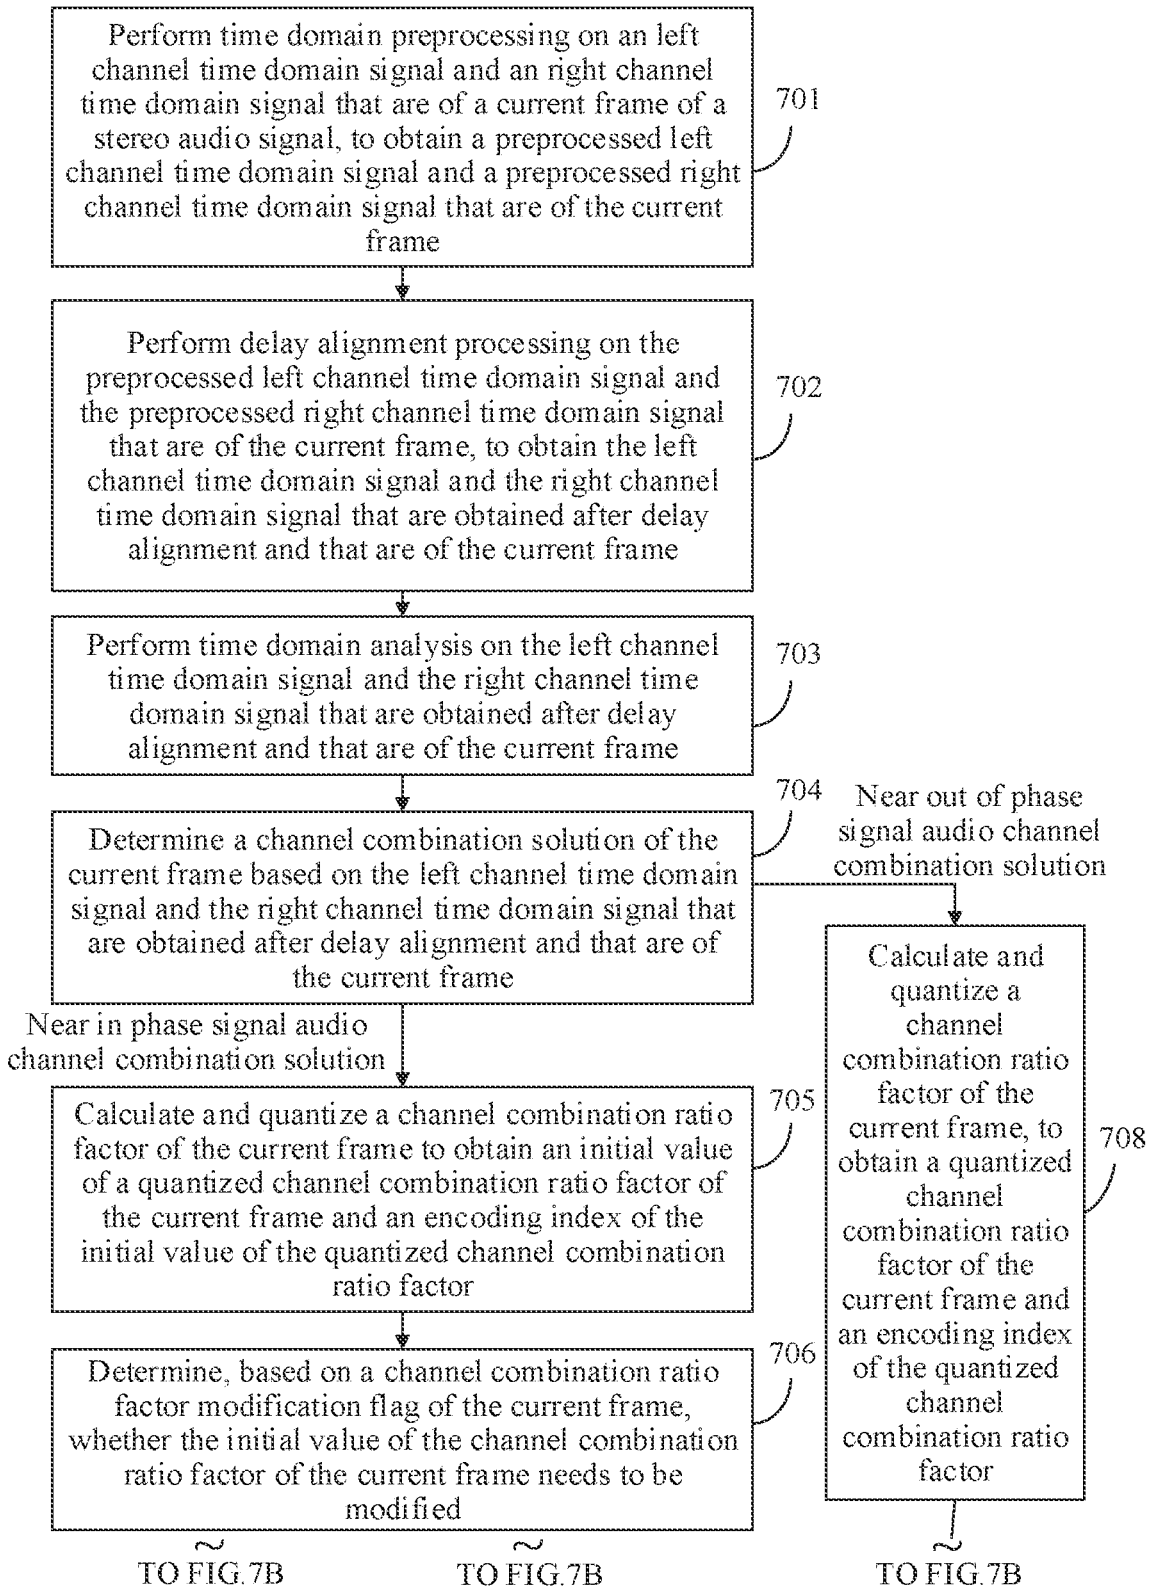 Perform time domain preprocessing on an left
channel time domain signal and an right channel
time domain signal that are of a current frame of a
stereo audio signal, to obtain a preprocessed left
channel time domain signal and a preprocessed right
channel time domain signal that are of the current
frame
701
Perform delay alignment processing on the
preprocessed left channel time domain signal and
the preprocessed right channel time domain signal
that are of the current frame, to obtain the left
channel time domain signal and the right channel
time domain signal that are obtained after delay
alignment and that are of the current frame
702
Perform time domain analysis on the left channel
time domain signal and the right channel time
domain signal that are obtained after delay
alignment and that are of the current frame
703
Determine a channel combination solution of the
current frame based on the left channel time domain
signal and the right channel time domain signal that
are obtained after delay alignment and that are of
the current frame
704
Near out of phase
signal audio channel
combination solution
Near in phase signal audio
channel combination solution
Calculate and quantize a channel combination ratio
factor of the current frame to obtain an initial value
of a quantized channel combination ratio factor of
the current frame and an encoding index of the
initial value of the quantized channel combination
ratio factor
705
Determine, based on a channel combination ratio
factor modification flag of the current frame,
whether the initial value of the channel combination
ratio factor of the current frame needs to be
modified
706
Calculate and
quantize a
channel
combination ratio
factor of the
current frame, to
obtain a quantized
channel
combination ratio
factor of the
current frame and
an encoding index
of the quantized
channel
combination ratio
factor
708
TO FIG.7B
TO FIG.7B
TO FIG.7B